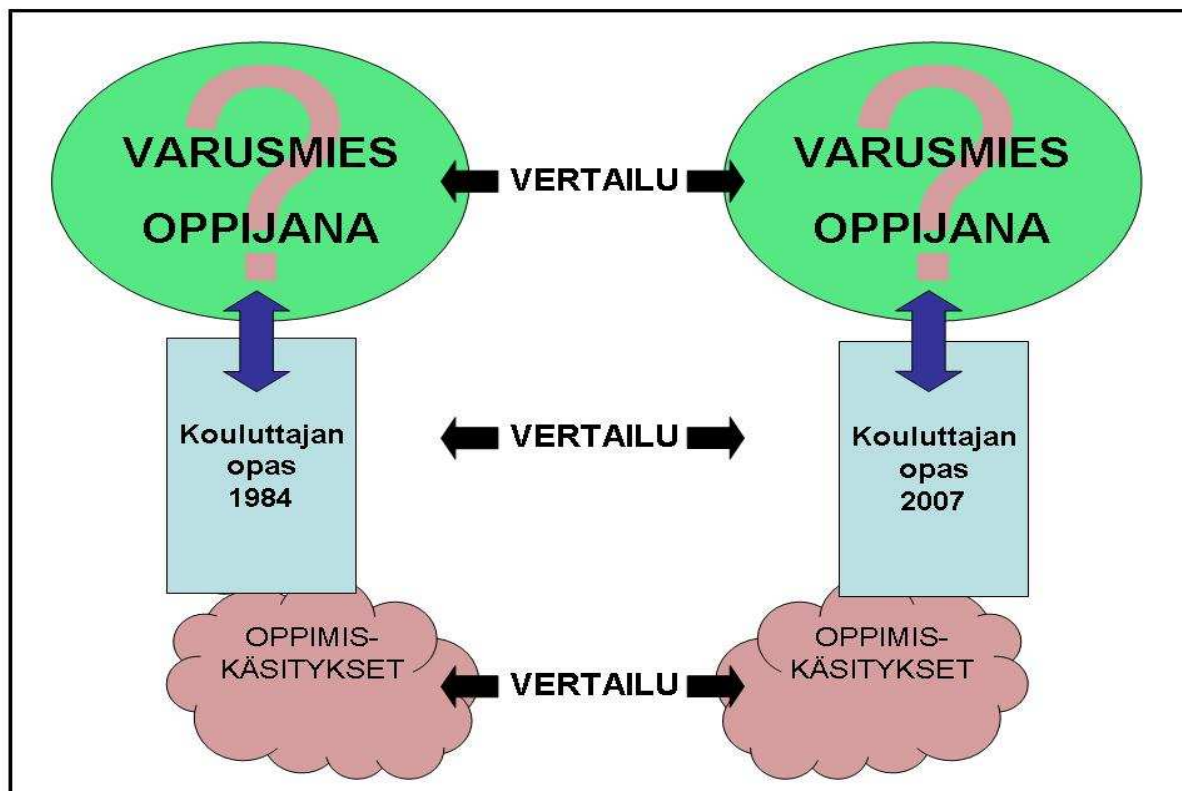 ?
VARUSMIES
OPPIJANA
VERTAILU
?
VARUSMIES
OPPIJANA
Kouluttajan
opas
1984
VERTAILU
Kouluttajan
opas
2007
OPPIMIS-
KÄSITYKSET
VERTAILU
OPPIMIS-
KÄSITYKSET